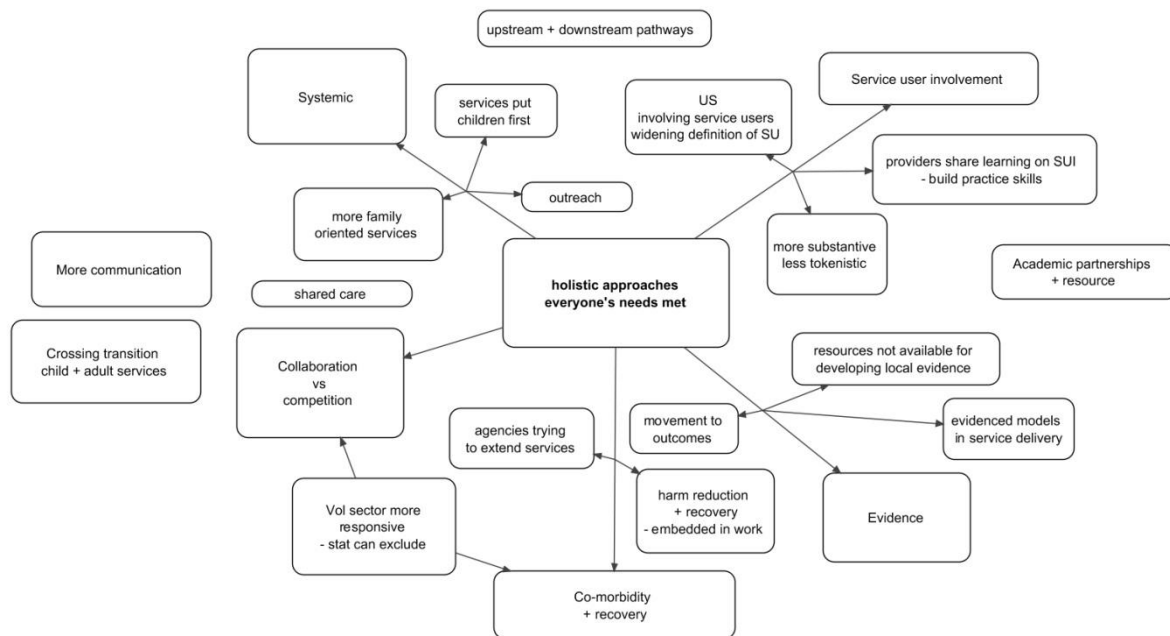 upstream + downstream pathways
Systemic
services put
children first
US
involving service users
widening definition of SU
Service user involvement
providers share learning on SUI
- build practice skills
outreach
more family
oriented services
more substantive
less tokenistic
More communication
shared care
holistic approaches
everyone's needs met
Academic partnerships
+ resource
Crossing transition
child + adult services
Collaboration
vs
competition
resources not available for
developing local evidence
agencies trying
to extend services
movement to
outcomes
evidenced models
in service delivery
Vol sector more
responsive
- stat can exclude
harm reduction
+ recovery
- embedded in work
Evidence
Co-morbidity
+ recovery